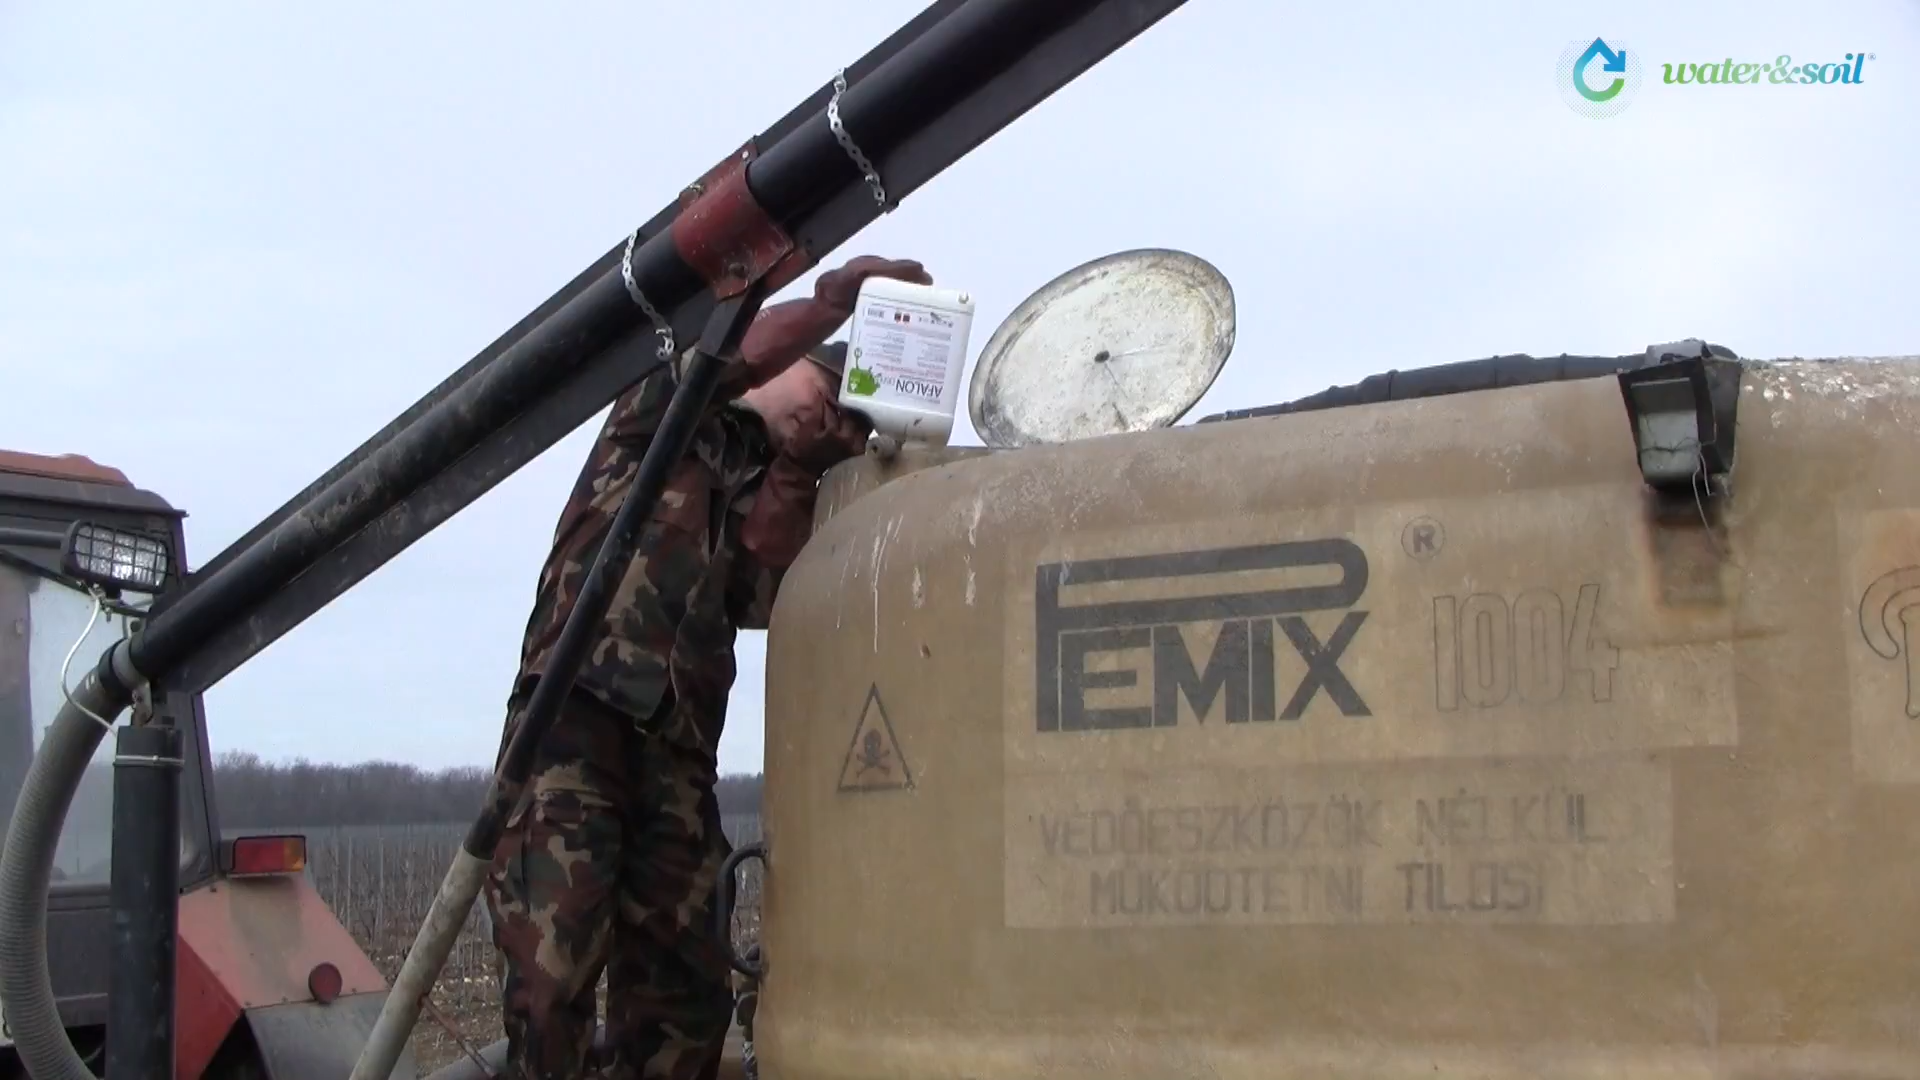 water&soil®
AFALON
PEMIX ® 1004
VÉDŐESZKÖZÖK NÉLKÜL
MŰKÖDTETNI TILOS!